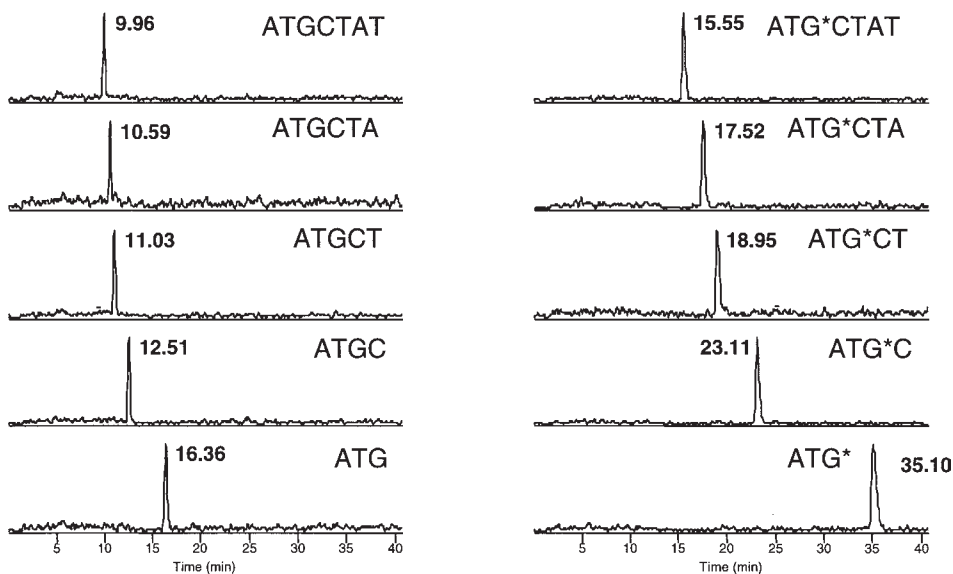 9.96 ATGCTAT
10.59 ATGCTA
11.03 ATGCT
12.51 ATGC
16.36 ATG
5 10 15 20 25 30 35 40
Time (min)
15.55 ATG*CTAT
17.52 ATG*CTA
18.95 ATG*CT
23.11 ATG*C
ATG* 35.10
5 10 15 20 25 30 35 40
Time (min)